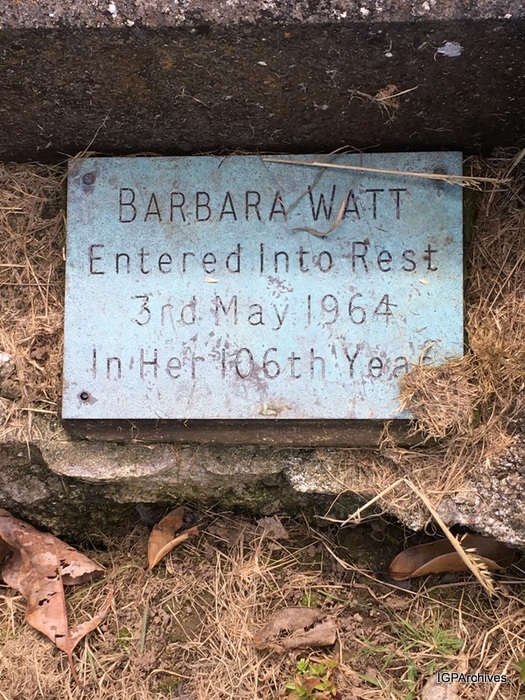 BARBARA WATT
Entered Into Rest
3rd May 1964
In Her 106th Year
IGPArchives